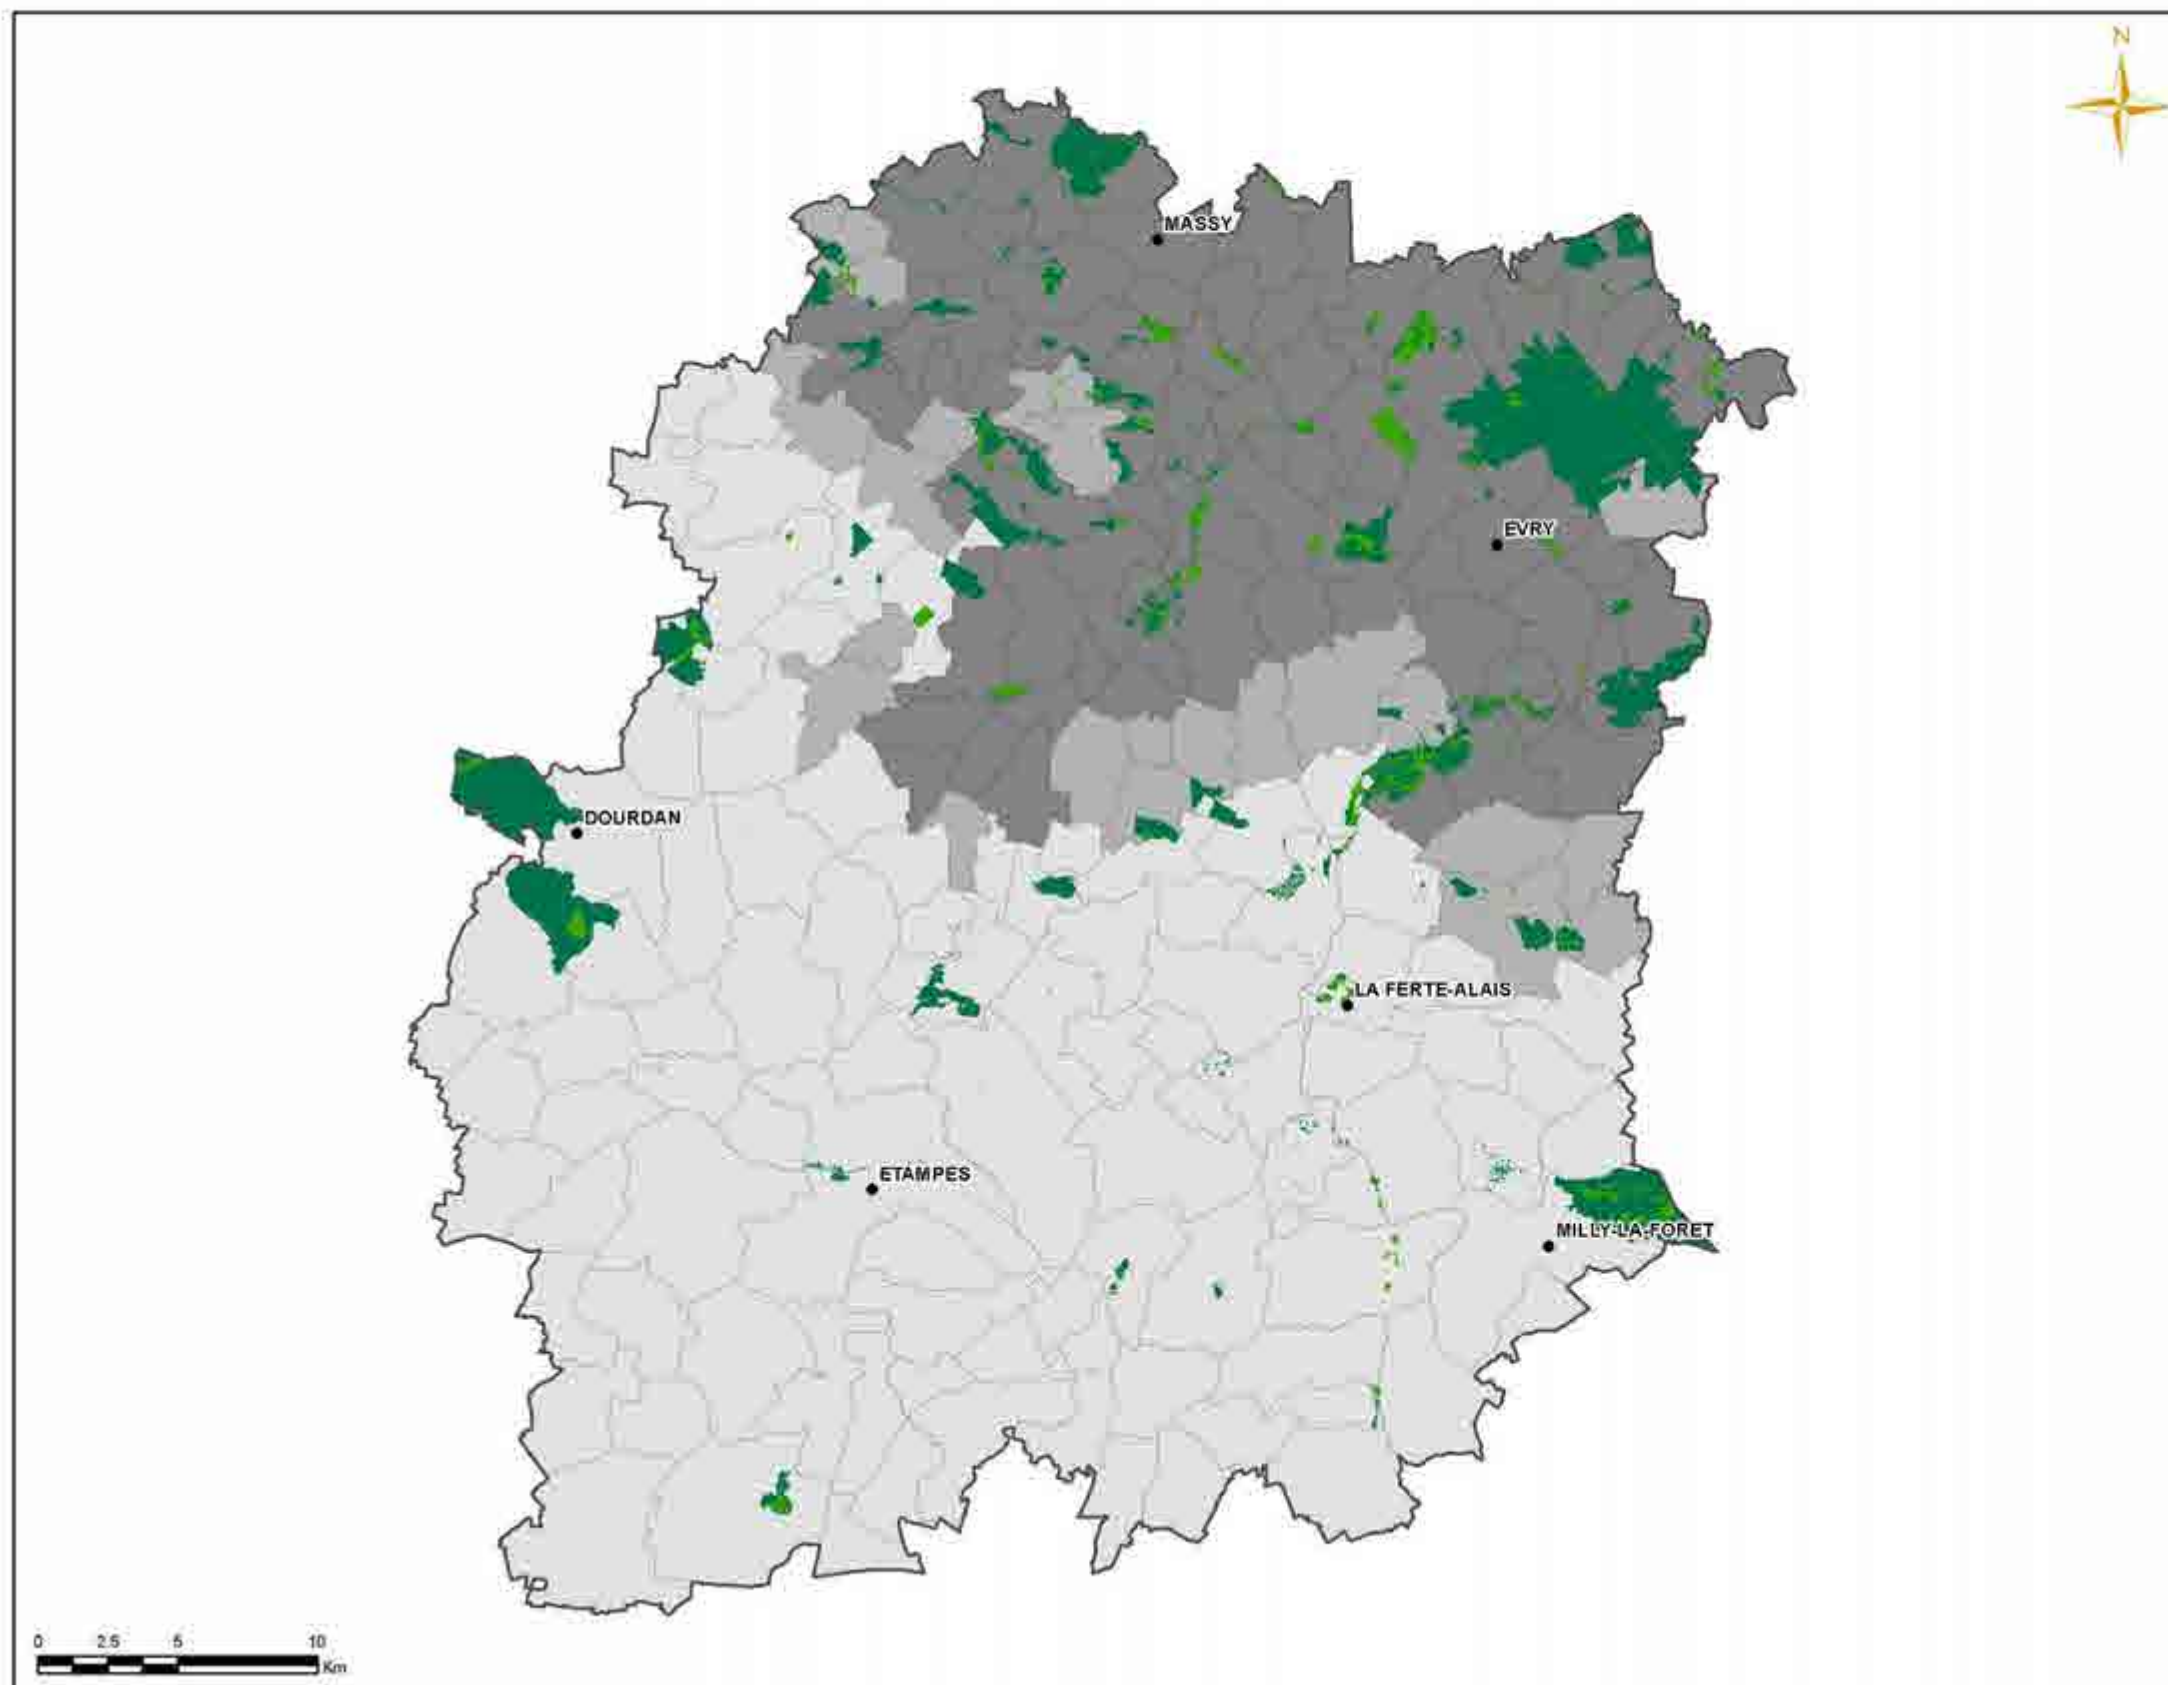 N
MASSY
EVRY
DOURDAN
LA FERTE-ALAIS
ETAMPES
MILLY-LA-FORET
0 2.5 5 10
Km